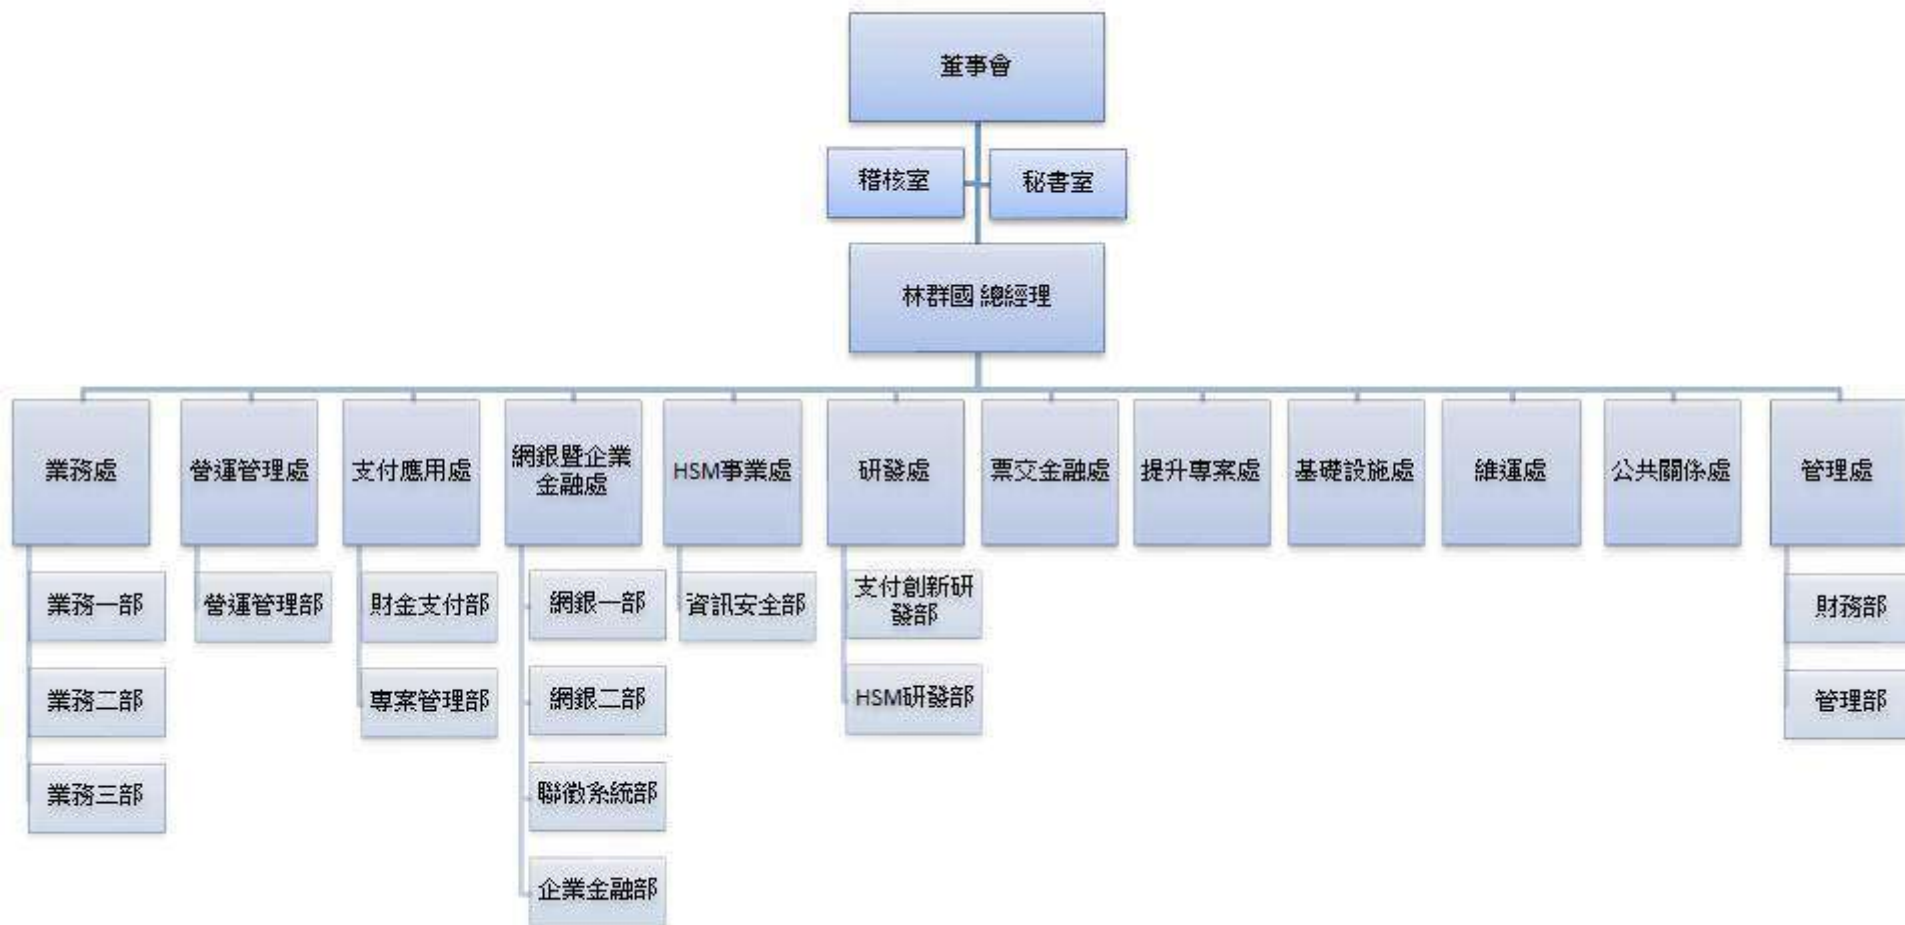 董事會
稽核室
秘書室
林群國 總經理
業務處
營運管理處
支付應用處
網銀暨企業
金融處
HSM事業處
研發處
票交金融處
提升專案處
基礎設施處
維運處
公共關係處
管理處
業務一部
業務二部
業務三部
營運管理部
財金支付部
專案管理部
網銀一部
網銀二部
聯徵系統部
企業金融部
資訊安全部
支付創新研
發部
HSM研發部
財務部
管理部